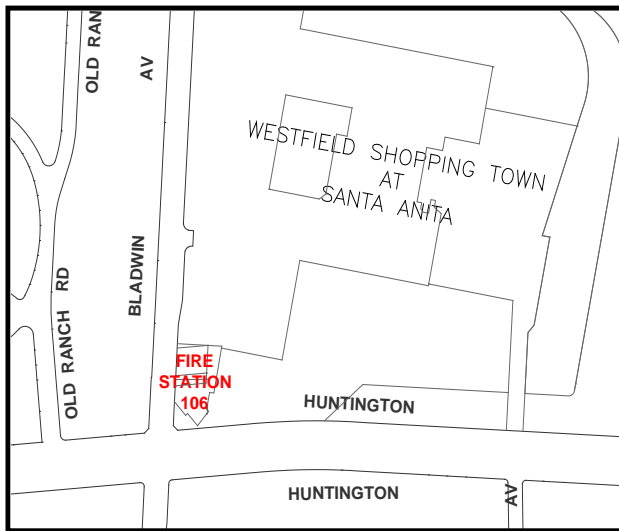 OLD RAN
AV
WESTFIELD SHOPPING TOWN
AT
SANTA ANITA
BLADWIN
OLD RANCH RD
FIRE
STATION
106
HUNTINGTON
HUNTINGTON
AV